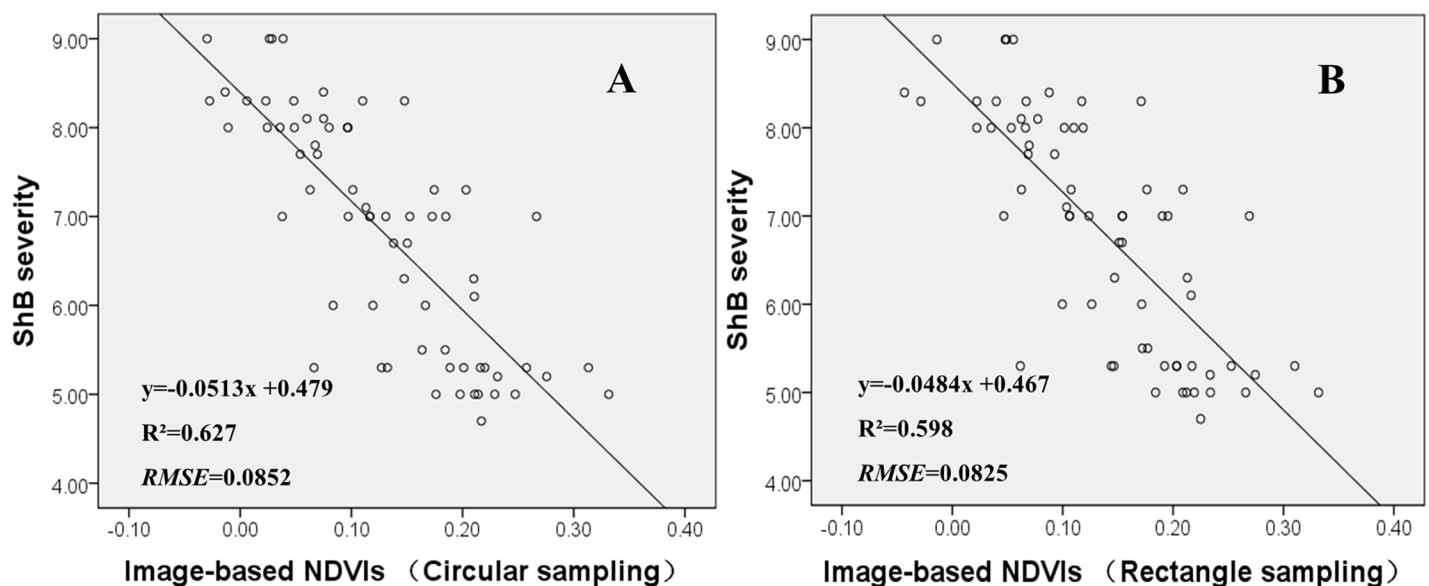 A
9.00
8.00
7.00
6.00
5.00
4.00
ShB severity
y=-0.0513x +0.479
R²=0.627
RMSE=0.0852
-0.10 0.00 0.10 0.20 0.30 0.40
Image-based NDVIs （Circular sampling）
B
9.00
8.00
7.00
6.00
5.00
4.00
ShB severity
y=-0.0484x +0.467
R²=0.598
RMSE=0.0825
-0.10 0.00 0.10 0.20 0.30 0.40
Image-based NDVIs （Rectangle sampling）